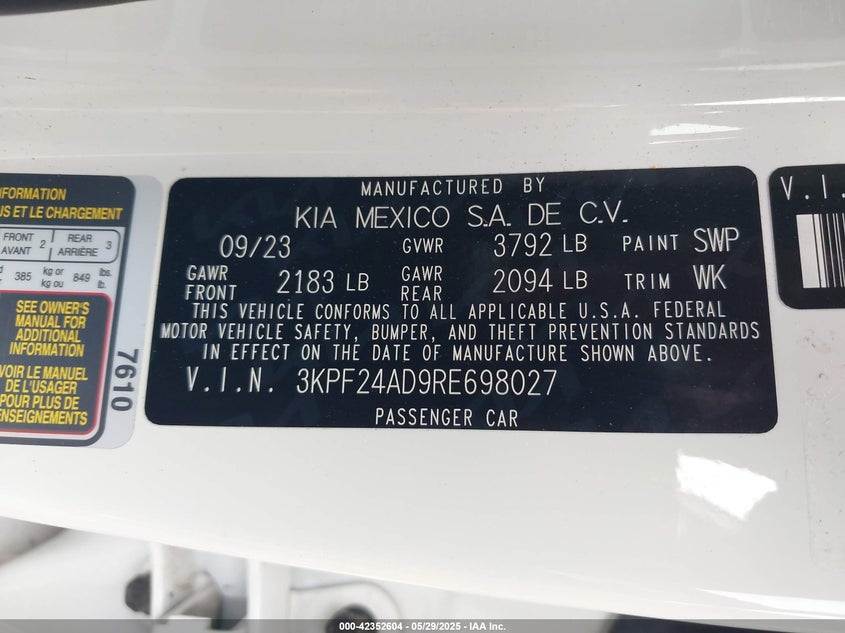 NFORMATION
US ET LE CHARGEMENT
FRONT
AVANT 2 REAR
ARRIÈRE 3
385 kg or
kg ou 849 lbs.
lb.
SEE OWNER'S
MANUAL FOR
ADDITIONAL
INFORMATION
VOIR LE MANUEL
DE L'USAGER
POUR PLUS DE
RENSEIGNEMENTS
7610
MANUFACTURED BY
KIA MEXICO S.A. DE C.V.
09/23 GVWR 3792 LB PAINT SWP
GAWR
FRONT 2183 LB GAWR
REAR 2094 LB TRIM WK
THIS VEHICLE CONFORMS TO ALL APPLICABLE U.S.A. FEDERAL
MOTOR VEHICLE SAFETY, BUMPER, AND THEFT PREVENTION STANDARDS
IN EFFECT ON THE DATE OF MANUFACTURE SHOWN ABOVE.
V.I.N. 3KPF24AD9RE698027
PASSENGER CAR
V.I.
000-42352604 - 05/29/2025 - IAA Inc.